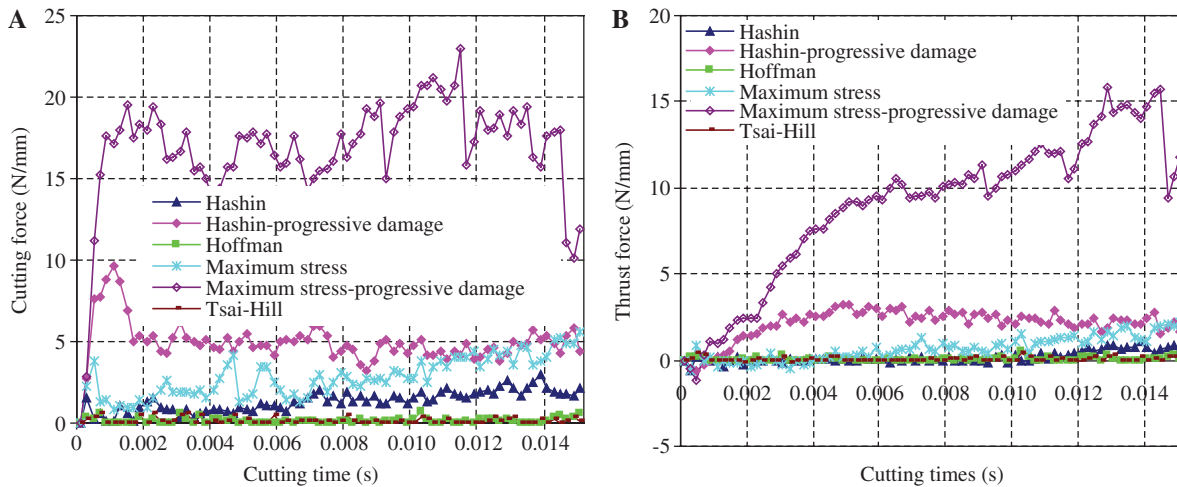 A
25
20
15
10
5
0
Cutting force (N/mm)
0.002 0.004 0.006 0.008 0.010 0.012 0.014
Cutting time (s)
Hashin
Hashin-progressive damage
Hoffman
Maximum stress
Maximum stress-progressive damage
Tsai-Hill
B
20
15
10
5
0
-5
Thrust force (N/mm)
0.002 0.004 0.006 0.008 0.010 0.012 0.014
Cutting times (s)
Hashin
Hashin-progressive damage
Hoffman
Maximum stress
Maximum stress-progressive damage
Tsai-Hill